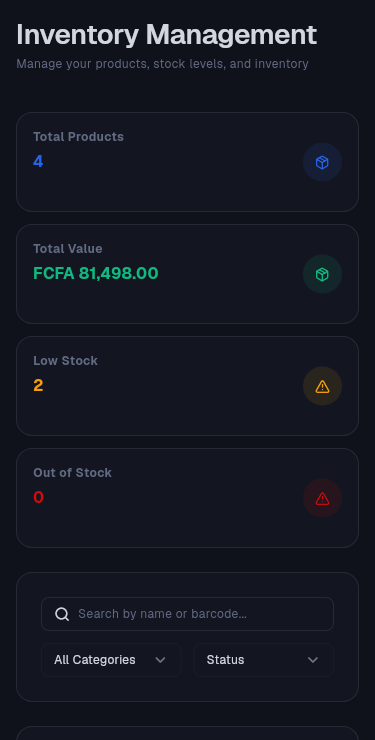 Inventory Management
Manage your products, stock levels, and inventory
Total Products
4
Total Value
FCFA 81,498.00
Low Stock
2
Out of Stock
0
Search by name or barcode...
All Categories
Status